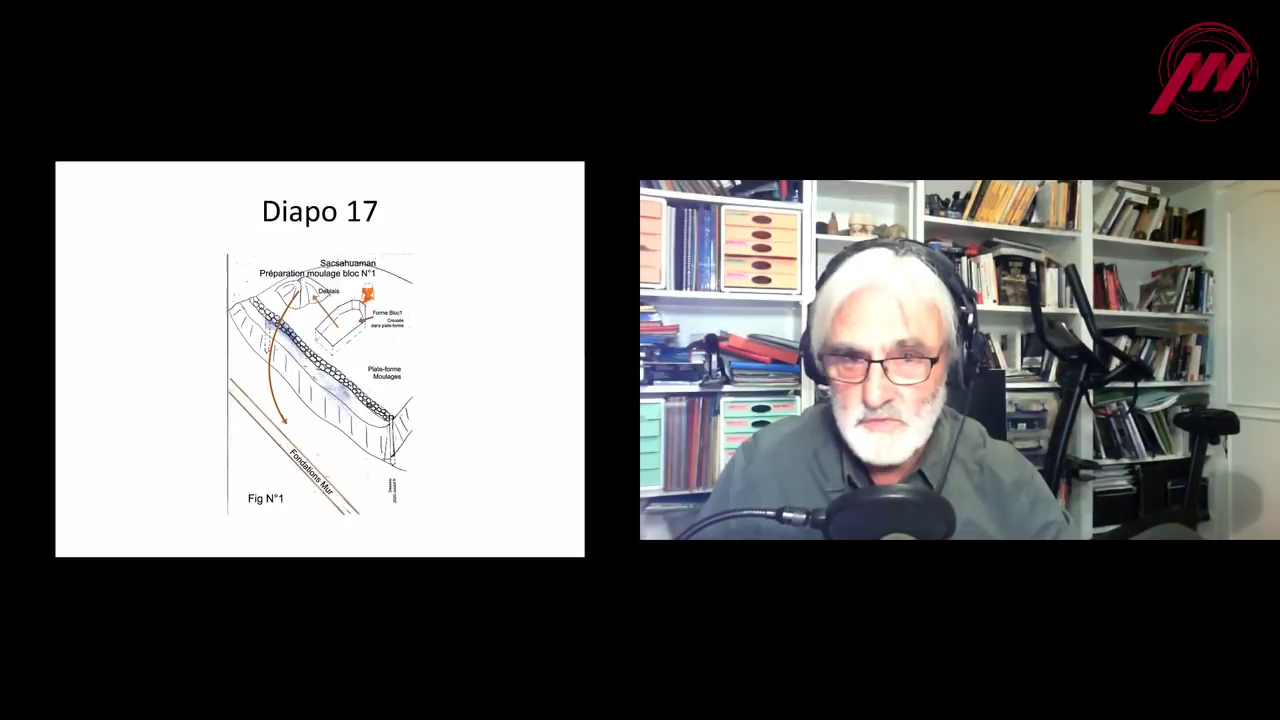 Diapo 17
Sacsahuaman
Préparation moulage bloc N°1
Déblais
Forme Bloc1
Creusée
dans plate-forme
Plate-forme
Moulages
Fondations Mur
Fig N°1